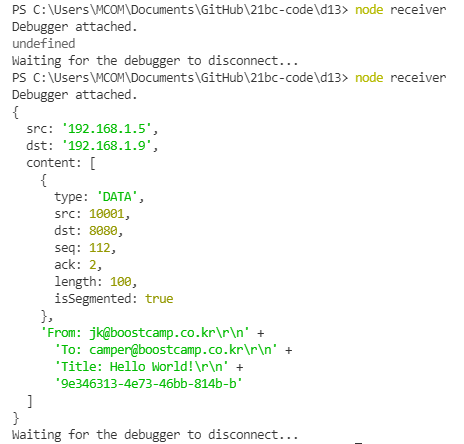 PS C:\Users\MCOM\Documents\GitHub\21bc-code\d13> node receiver
Debugger attached.
undefined
Waiting for the debugger to disconnect...
PS C:\Users\MCOM\Documents\GitHub\21bc-code\d13> node receiver
Debugger attached.
{
  src: '192.168.1.5',
  dst: '192.168.1.9',
  content: [
    {
      type: 'DATA',
      src: 10001,
      dst: 8080,
      seq: 112,
      ack: 2,
      length: 100,
      isSegmented: true
    },
    'From: jk@boostcamp.co.kr\r\n' +
      'To: camper@boostcamp.co.kr\r\n' +
      'Title: Hello World!\r\n' +
      '9e346313-4e73-46bb-814b-b'
  ]
}
Waiting for the debugger to disconnect...